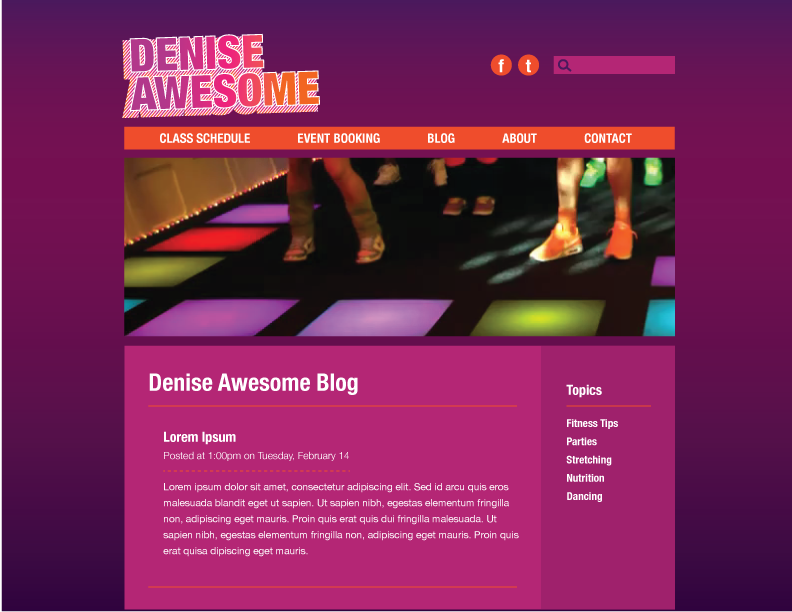 DENISE
AWESOME
f t
CLASS SCHEDULE EVENT BOOKING BLOG ABOUT CONTACT
Denise Awesome Blog
Lorem Ipsum
Posted at 1:00pm on Tuesday, February 14
Lorem ipsum dolor sit amet, consectetur adipiscing elit. Sed id arcu quis eros
malesuada blandit eget ut sapien. Ut sapien nibh, egestas elementum fringilla
non, adipiscing eget mauris. Proin quis erat quis dui fringilla malesuada. Ut
sapien nibh, egestas elementum fringilla non, adipiscing eget mauris. Proin quis
erat quisa dipiscing eget mauris.
Topics
Fitness Tips
Parties
Stretching
Nutrition
Dancing